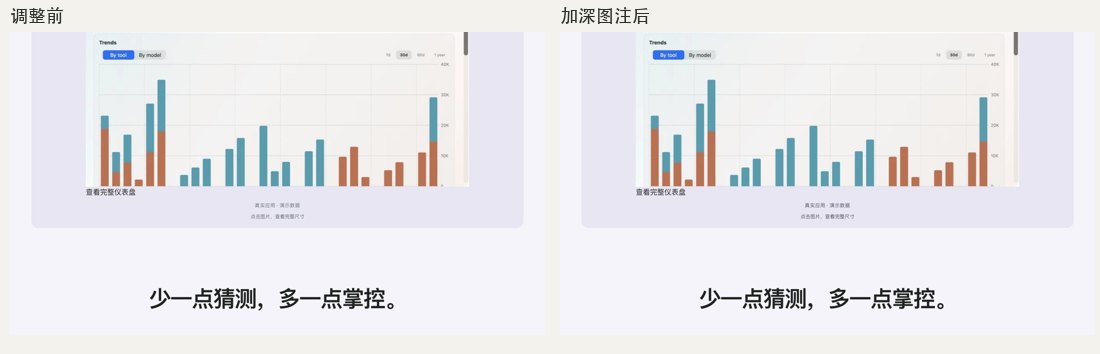 调整前
Trends
By tool By model 7d 30d 90d 1 year
40K
30K
20K
10K
0
查看完整仪表盘
真实应用 · 演示数据
点击图片，查看完整尺寸
少一点猜测，多一点掌控。
加深图注后
Trends
By tool By model 7d 30d 90d 1 year
40K
30K
20K
10K
0
查看完整仪表盘
真实应用 · 演示数据
点击图片，查看完整尺寸
少一点猜测，多一点掌控。